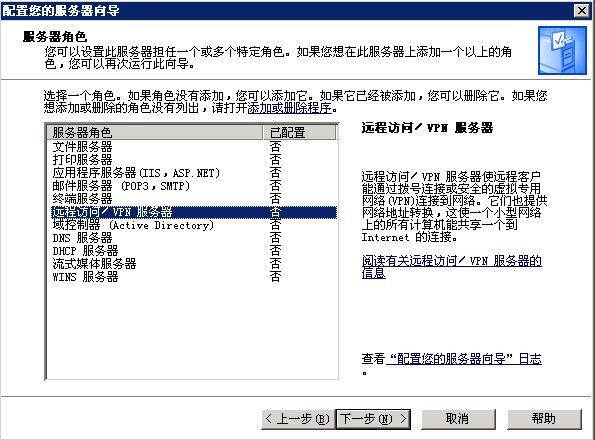 配置您的服务器向导
服务器角色
您可以设置此服务器担任一个或多个特定角色。如果您想在此服务器上添加一个以上的角
色，您可以再次运行此向导。
选择一个角色。如果角色没有添加，您可以添加它。如果它已经被添加，您可以删除它。如果您
想添加或删除的角色没有列出，请打开添加或删除程序。
服务器角色 已配置
文件服务器 否
打印服务器 否
应用程序服务器(IIS，ASP.NET) 否
邮件服务器 (POP3，SMTP) 否
终端服务器 否
远程访问/VPN 服务器 否
域控制器 (Active Directory) 否
DNS 服务器 否
DHCP 服务器 否
流式媒体服务器 否
WINS 服务器 否
远程访问/VPN 服务器
远程访问/VPN 服务器使远程客户
能通过拨号连接或安全的虚拟专用
网络(VPN)连接到网络。它们也提供
网络地址转换，这使一个小型网络
上的所有计算机能共享一个到
Internet 的连接。
阅读有关远程访问/VPN 服务器的
信息
查看“配置您的服务器向导”日志
。
< 上一步(B) 下一步(N) > 取消 帮助